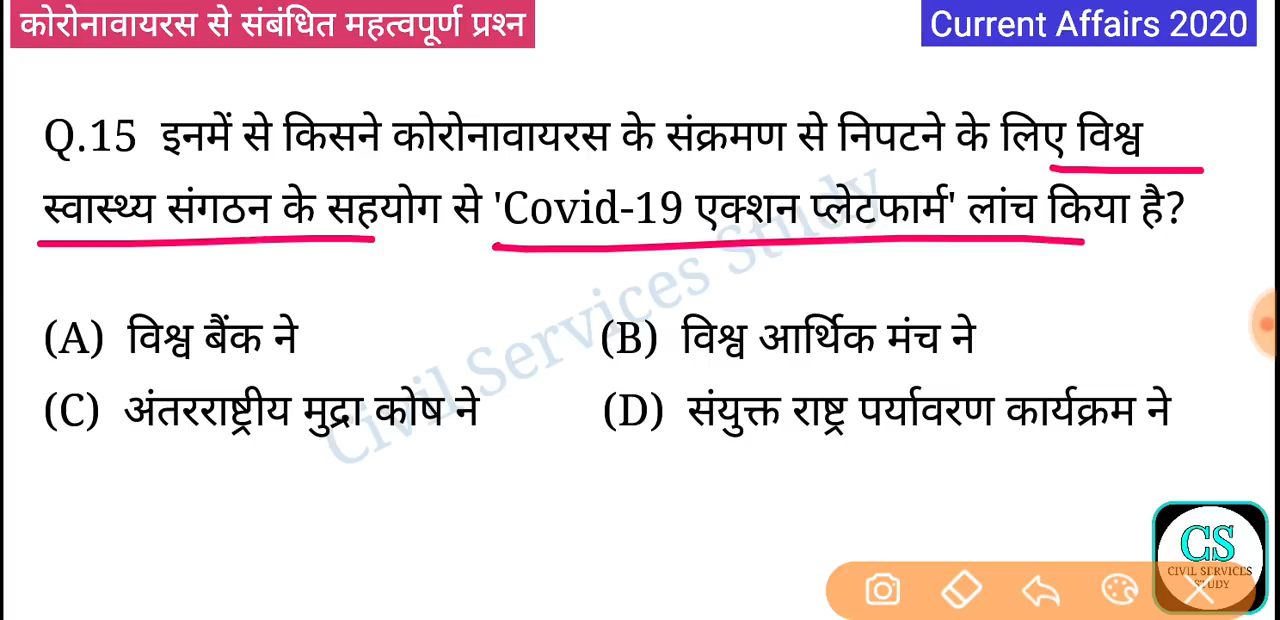 कोरोनावायरस से संबंधित महत्वपूर्ण प्रश्न
Current Affairs 2020
Q.15 इनमें से किसने कोरोनावायरस के संक्रमण से निपटने के लिए विश्व
स्वास्थ्य संगठन के सहयोग से 'Covid-19 एक्शन प्लेटफार्म' लांच किया है?
(A) विश्व बैंक ने
(B) विश्व आर्थिक मंच ने
(C) अंतरराष्ट्रीय मुद्रा कोष ने
(D) संयुक्त राष्ट्र पर्यावरण कार्यक्रम ने
Civil Services Study
CS
CIVIL SERVICES
STUDY